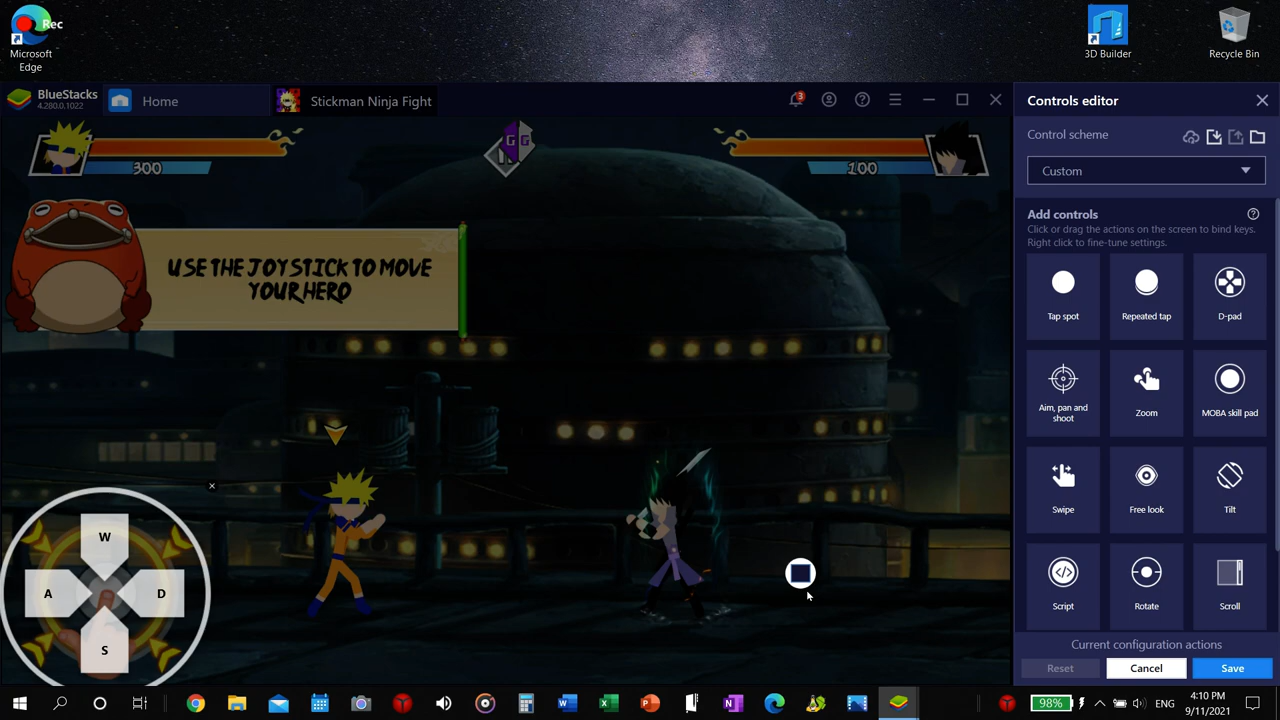 Rec
Microsoft
Edge
3D Builder
Recycle Bin
BlueStacks
4.280.0.1022
Home
Stickman Ninja Fight
3
Controls editor
Control scheme
Custom
Add controls
Click or drag the actions on the screen to bind keys.
Right click to fine-tune settings.
Tap spot
Repeated tap
D-pad
Aim, pan and
shoot
Zoom
MOBA skill pad
Swipe
Free look
Tilt
Script
Rotate
Scroll
Current configuration actions
Reset
Cancel
Save
300
100
G G
USE THE JOYSTICK TO MOVE
YOUR HERO
W
A
D
S
98%
ENG
4:10 PM
9/11/2021